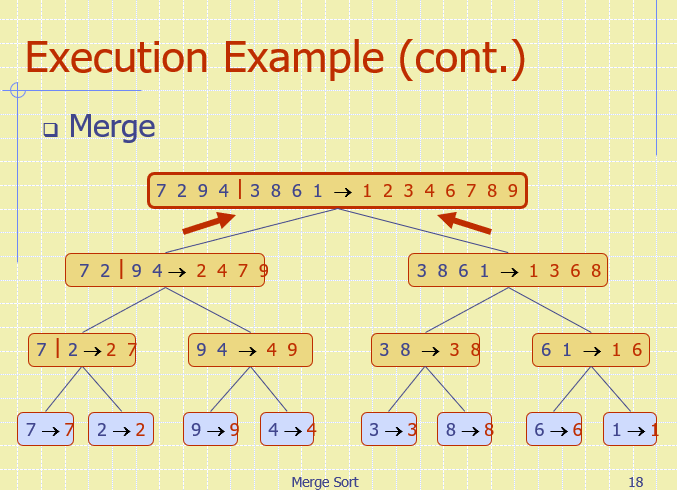 Execution Example (cont.)
❑ Merge
7 2 9 4 | 3 8 6 1 → 1 2 3 4 6 7 8 9
7 2 | 9 4 → 2 4 7 9
3 8 6 1 → 1 3 6 8
7 | 2 → 2 7
9 4 → 4 9
3 8 → 3 8
6 1 → 1 6
7 → 7
2 → 2
9 → 9
4 → 4
3 → 3
8 → 8
6 → 6
1 → 1
Merge Sort
18